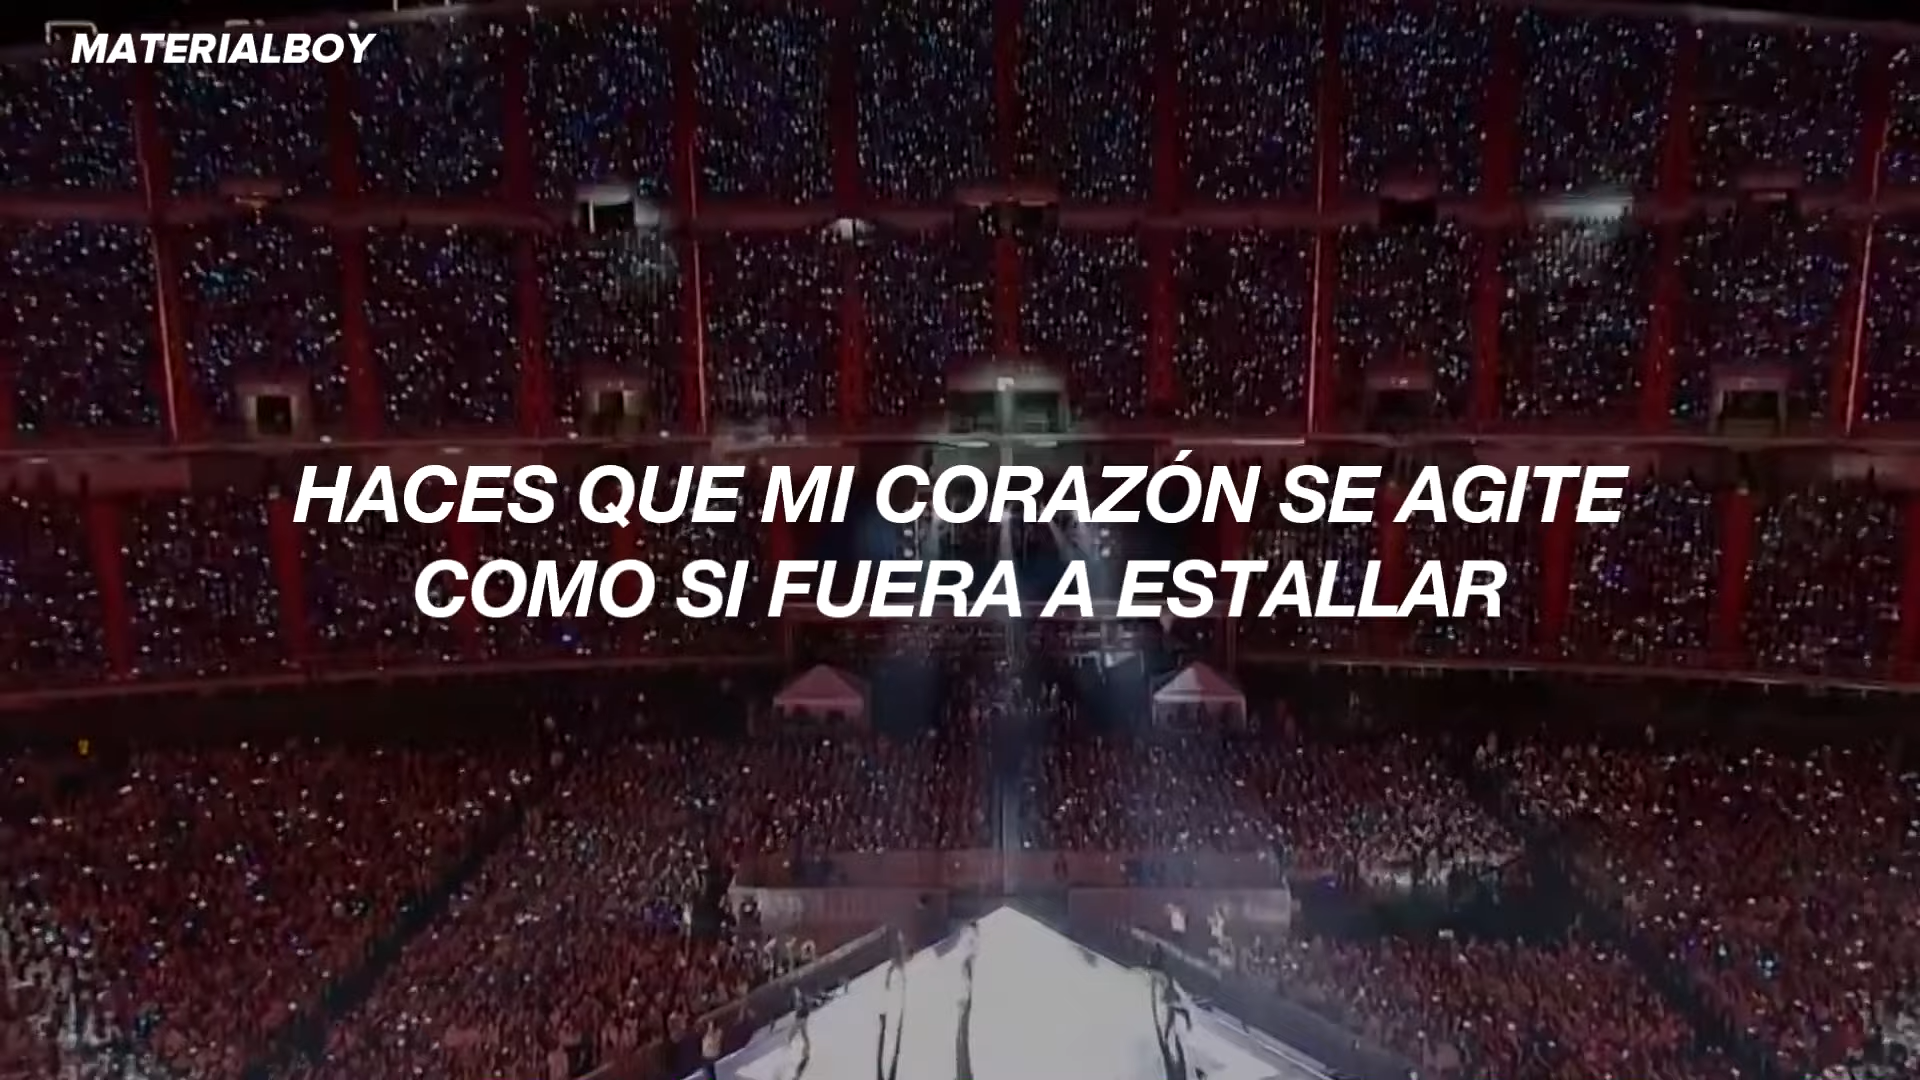 MATERIALBOY
HACES QUE MI CORAZÓN SE AGITE
COMO SI FUERA A ESTALLAR